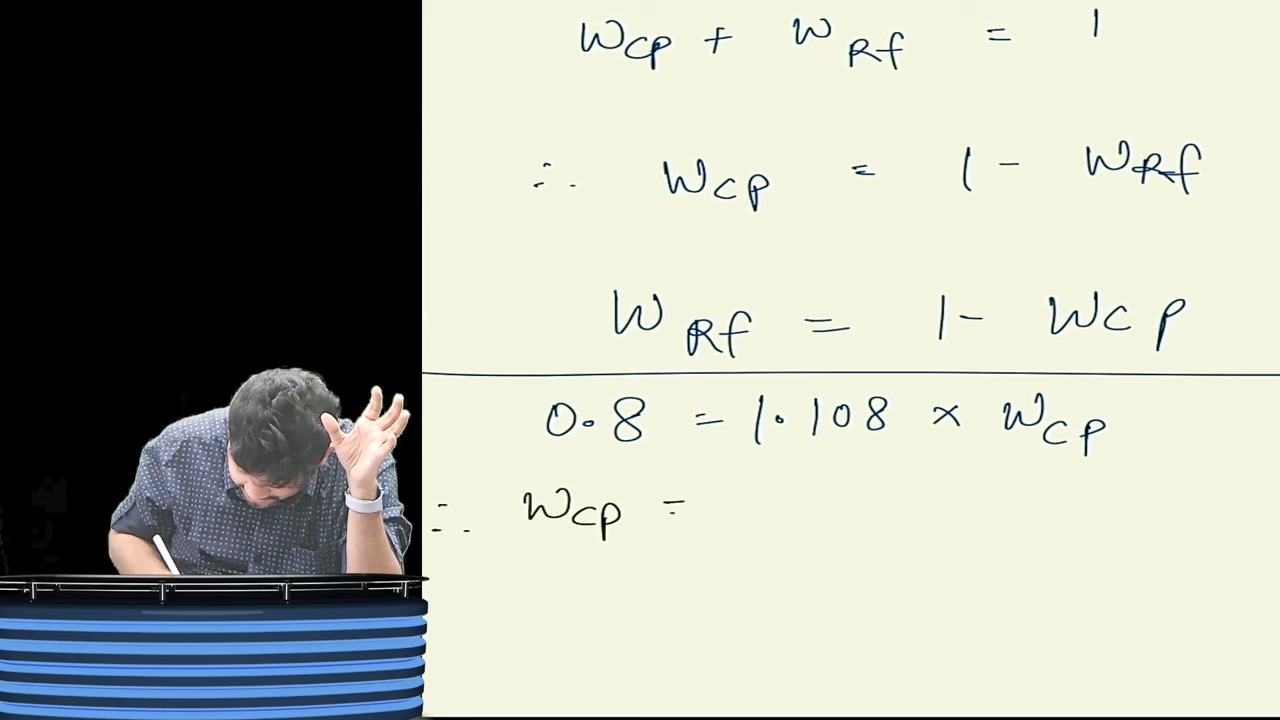 WCP + WRf = 1
∴ WCP = 1 - WRf
WRf = 1 - WCP
0.8 = 1.108 × WCP
∴ WCP =